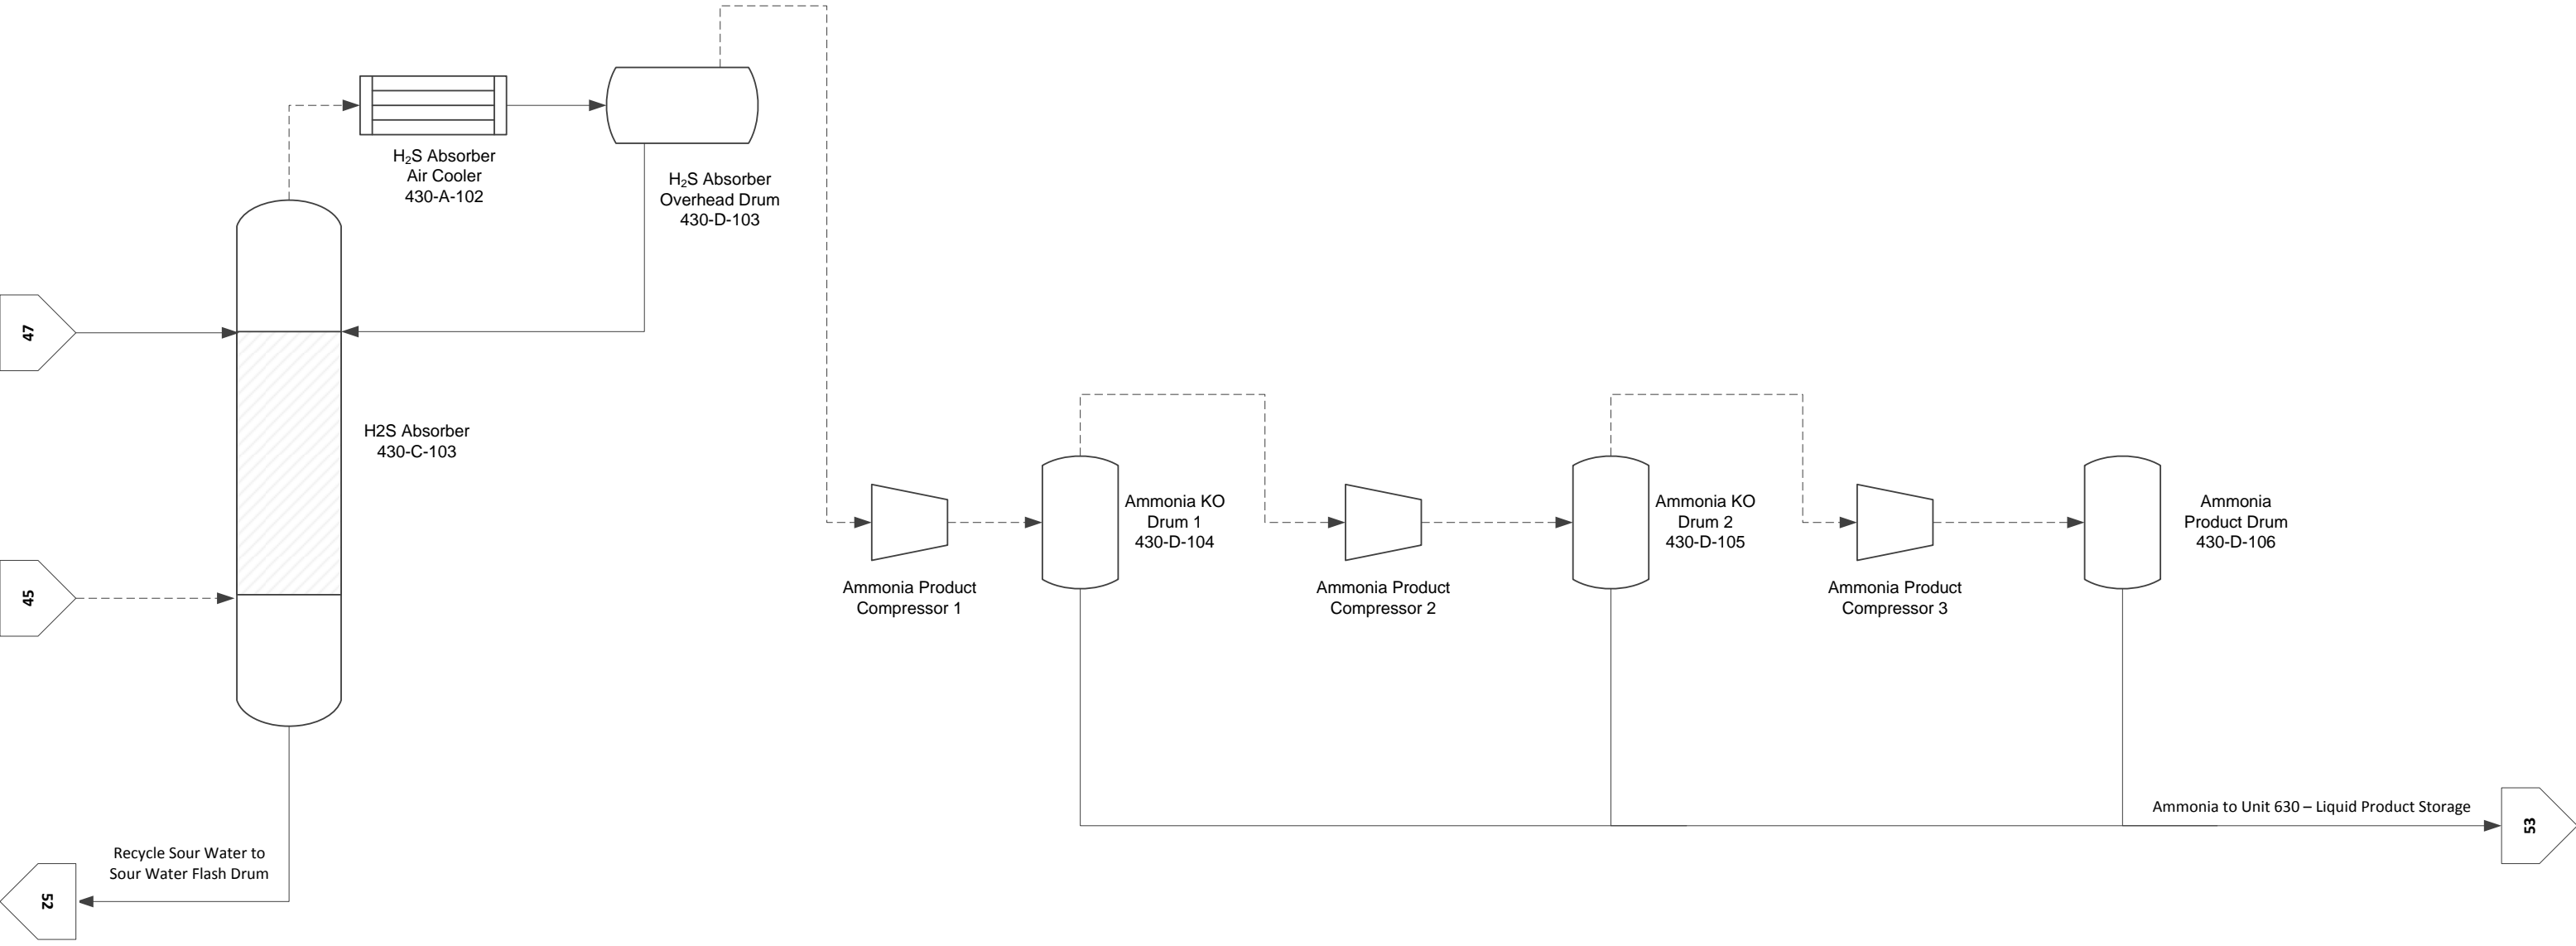 H₂S Absorber
Air Cooler
430-A-102
H₂S Absorber
Overhead Drum
430-D-103
47
H2S Absorber
430-C-103
45
Ammonia Product
Compressor 1
Ammonia KO
Drum 1
430-D-104
Ammonia Product
Compressor 2
Ammonia KO
Drum 2
430-D-105
Ammonia Product
Compressor 3
Ammonia
Product Drum
430-D-106
Ammonia to Unit 630 – Liquid Product Storage
53
Recycle Sour Water to
Sour Water Flash Drum
52